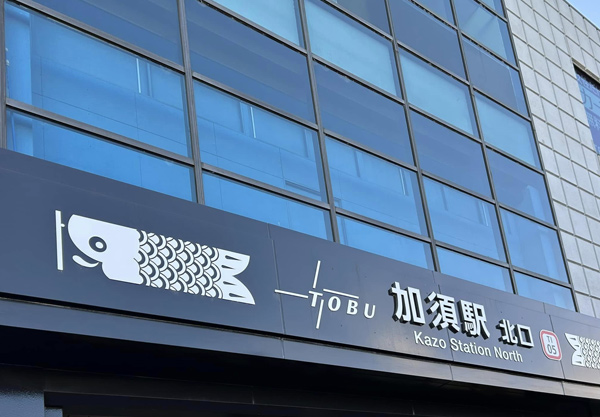 TOBU
加須駅 北口
Kazo Station North
TI
05